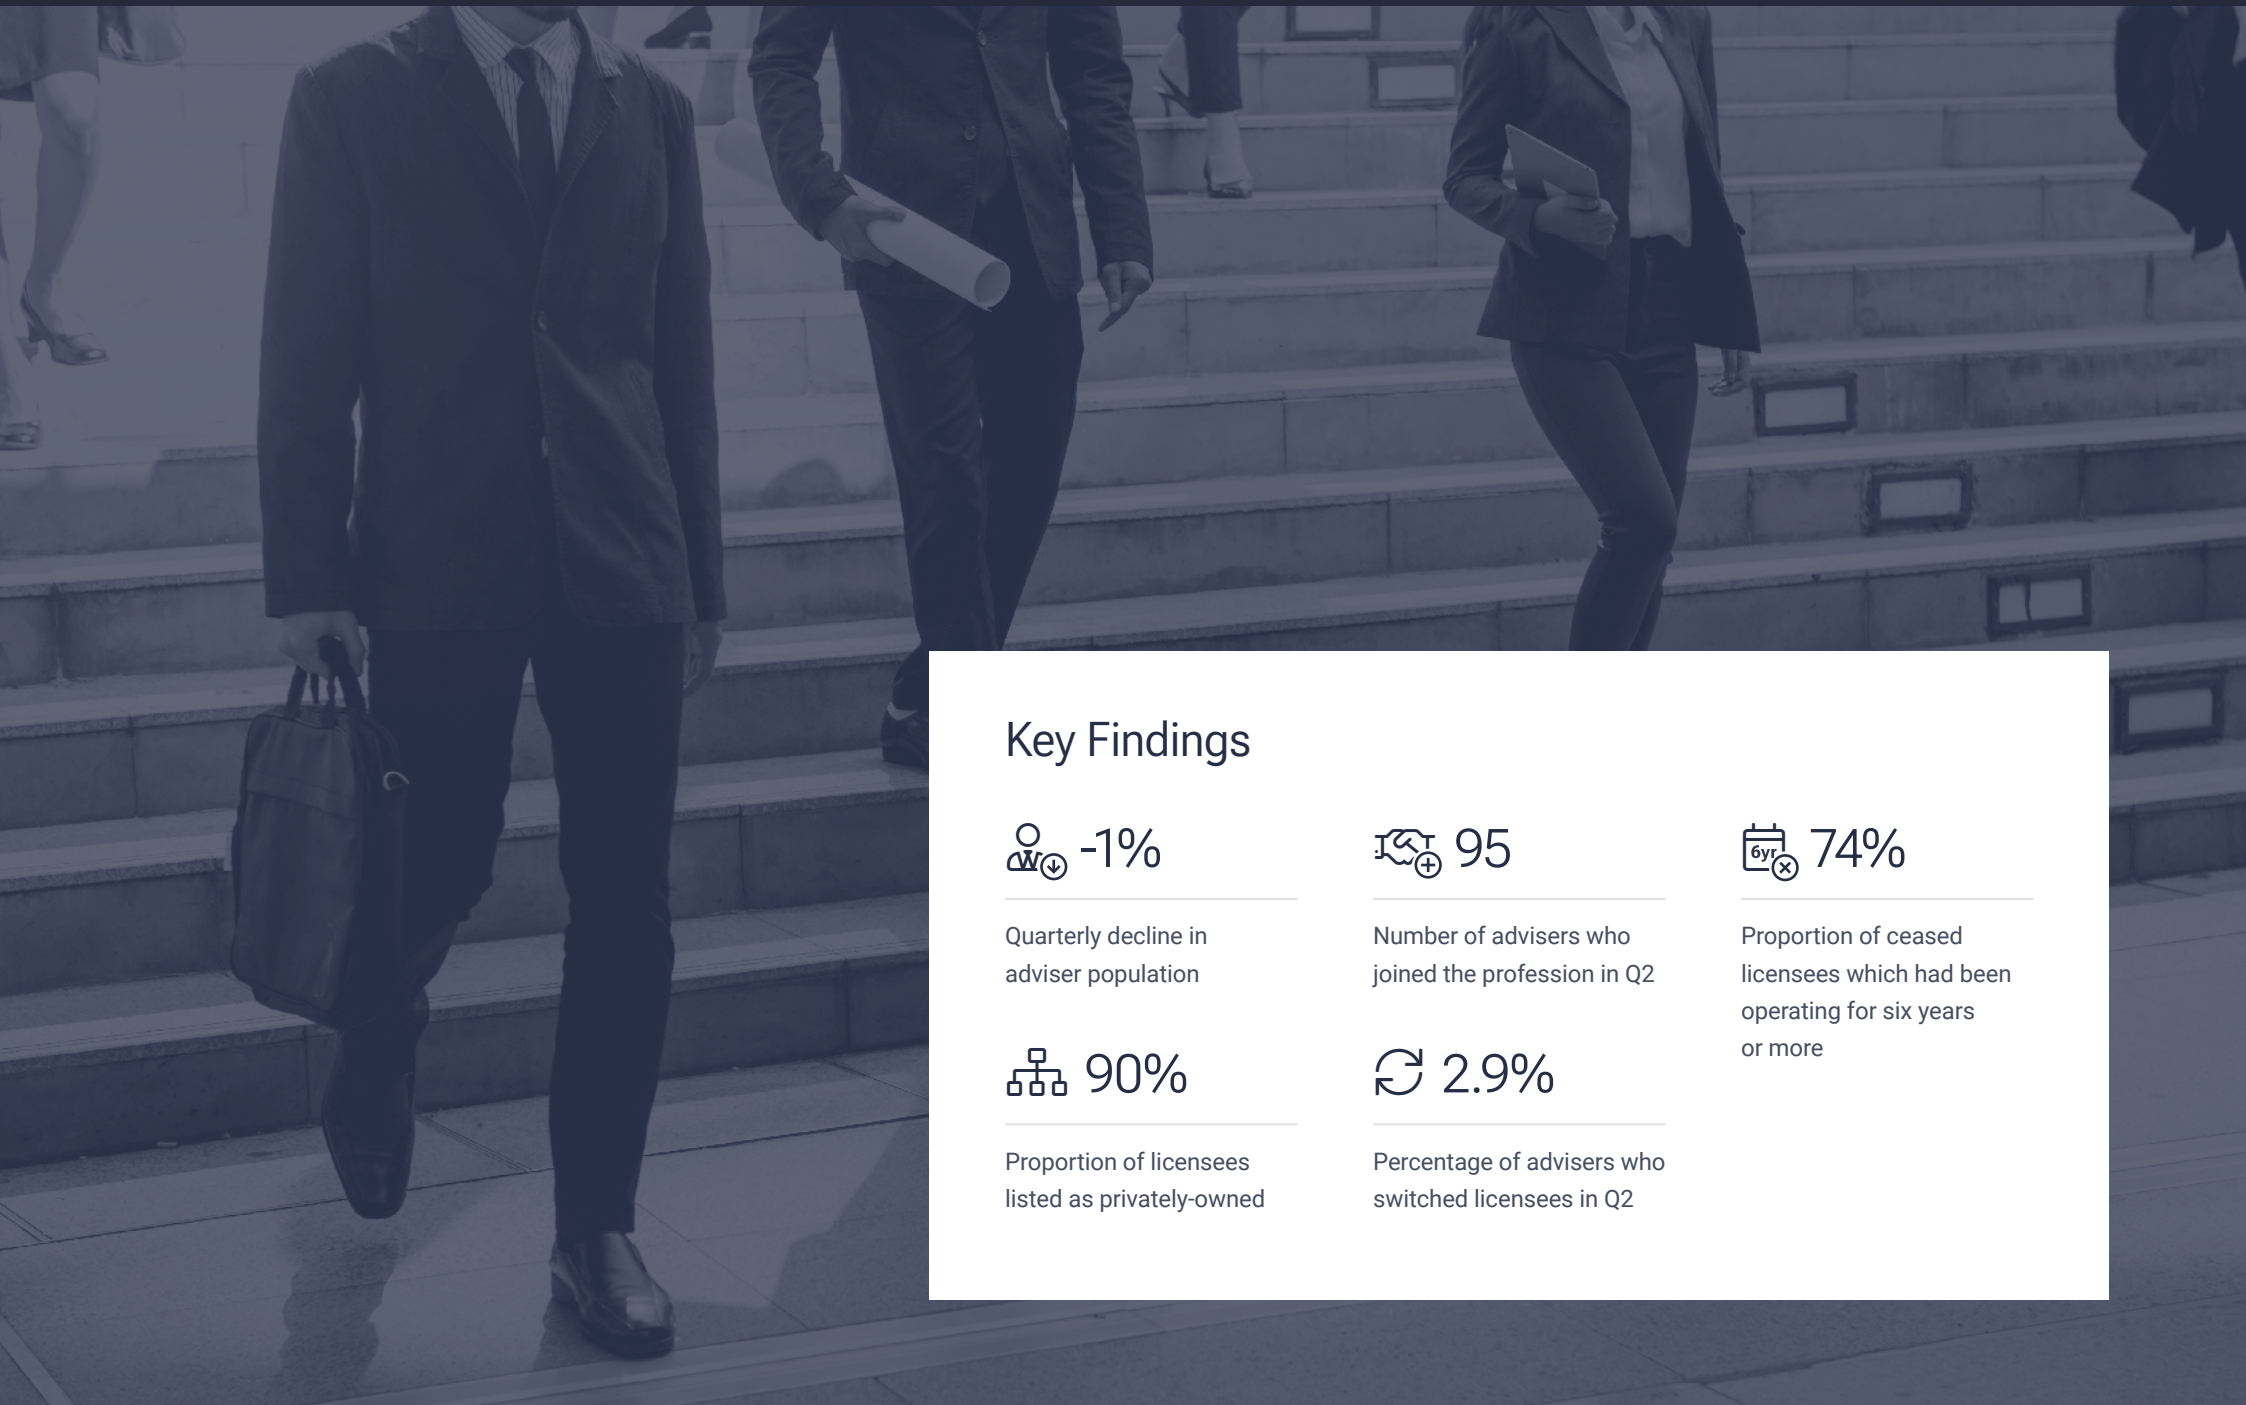 Key Findings
-1%
Quarterly decline in
adviser population
95
Number of advisers who
joined the profession in Q2
6yr
74%
Proportion of ceased
licensees which had been
operating for six years
or more
90%
Proportion of licensees
listed as privately-owned
2.9%
Percentage of advisers who
switched licensees in Q2